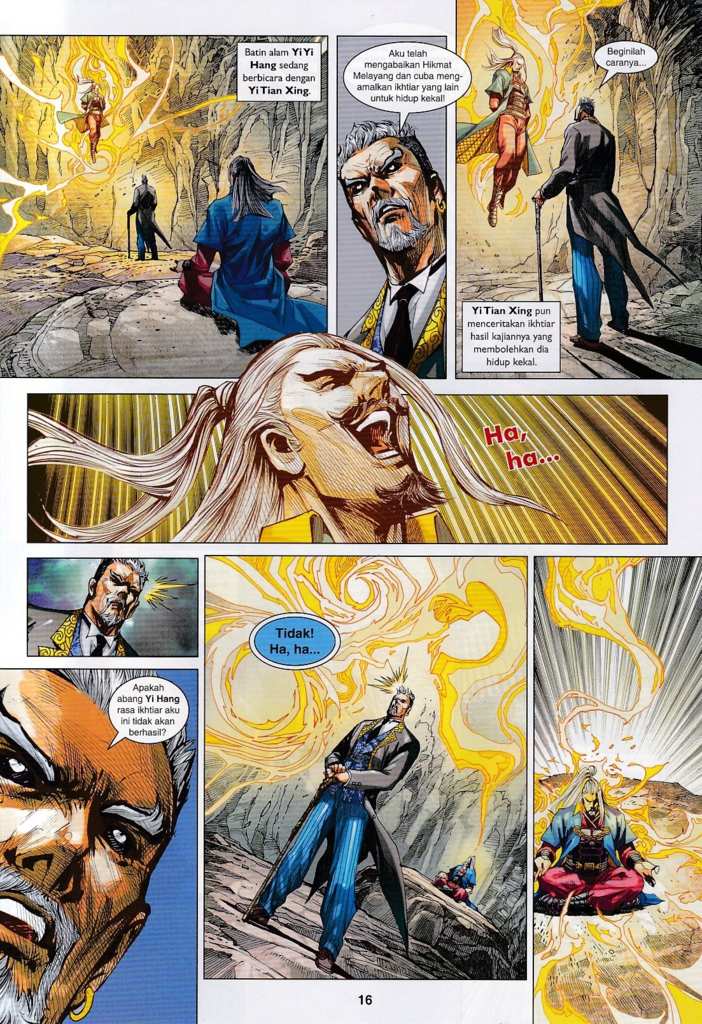 Batin alam Yi Yi
Hang sedang
berbicara dengan
Yi Tian Xing.
Aku telah
mengabaikan Hikmat
Melayang dan cuba meng-
amalkan ikhtiar yang lain
untuk hidup kekal!
Beginilah
caranya...
Yi Tian Xing pun
menceritakan ikhtiar
hasil kajiannya yang
membolehkan dia
hidup kekal.
Ha,
ha...
Apakah
abang Yi Hang
rasa ikhtiar aku
ini tidak akan
berhasil?
Tidak!
Ha, ha...
16